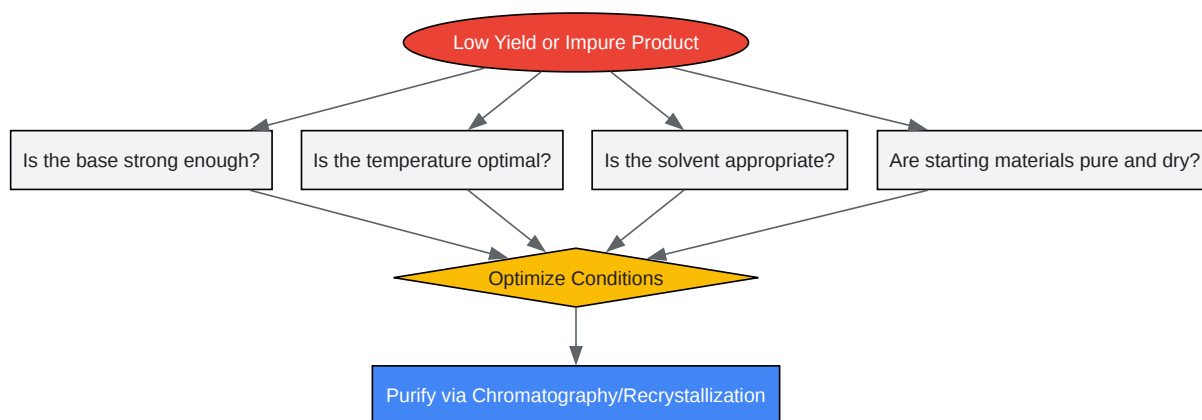 Low Yield or Impure Product
Is the base strong enough?
Is the temperature optimal?
Is the solvent appropriate?
Are starting materials pure and dry?
Optimize Conditions
Purify via Chromatography/Recrystallization